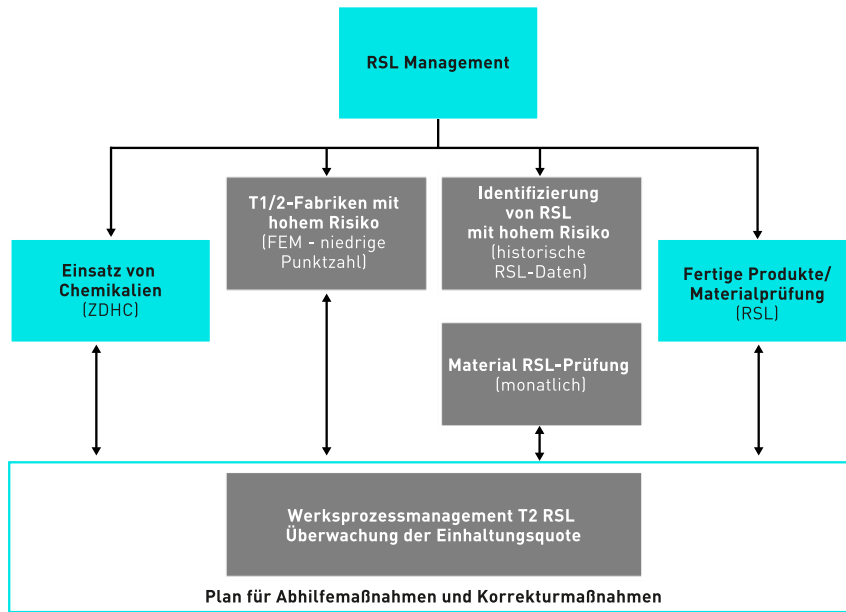 RSL Management
T1/2-Fabriken mit
hohem Risiko
(FEM - niedrige
Punktzahl)
Identifizierung
von RSL
mit hohem Risiko
(historische
RSL-Daten)
Einsatz von
Chemikalien
(ZDHC)
Fertige Produkte/
Materialprüfung
(RSL)
Material RSL-Prüfung
(monatlich)
Werksprozessmanagement T2 RSL
Überwachung der Einhaltungsquote
Plan für Abhilfemaßnahmen und Korrekturmaßnahmen